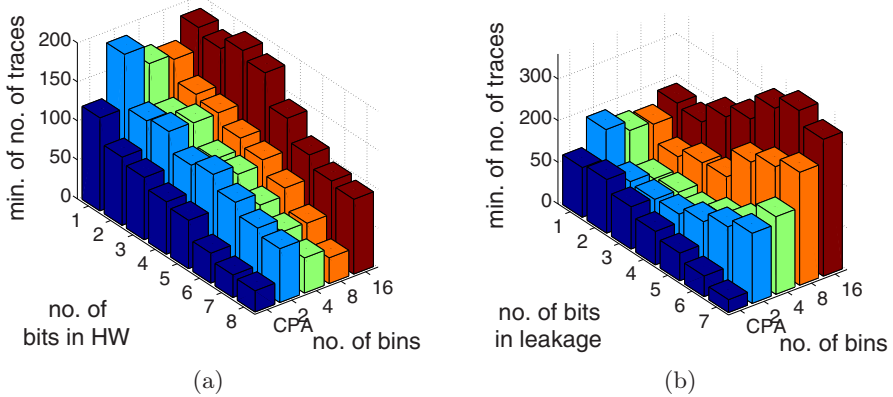 min. of no. of traces
200
150
100
50
0
1
2
3
4
5
6
7
8
no. of
bits in HW
CPA
2
4
8
16
no. of bins
(a)
min. of no. of traces
300
200
50
0
1
2
3
4
5
6
7
no. of bits
in leakage
CPA
2
4
8
16
no. of bins
(b)